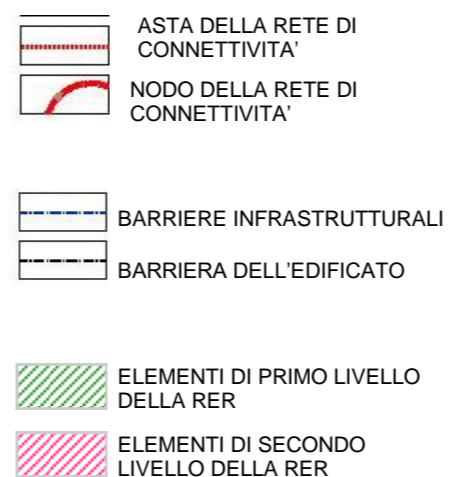 ASTA DELLA RETE DI
CONNETTIVITA’
NODO DELLA RETE DI
CONNETTIVITA’
BARRIERE INFRASTRUTTURALI
BARRIERA DELL’EDIFICATO
ELEMENTI DI PRIMO LIVELLO
DELLA RER
ELEMENTI DI SECONDO
LIVELLO DELLA RER